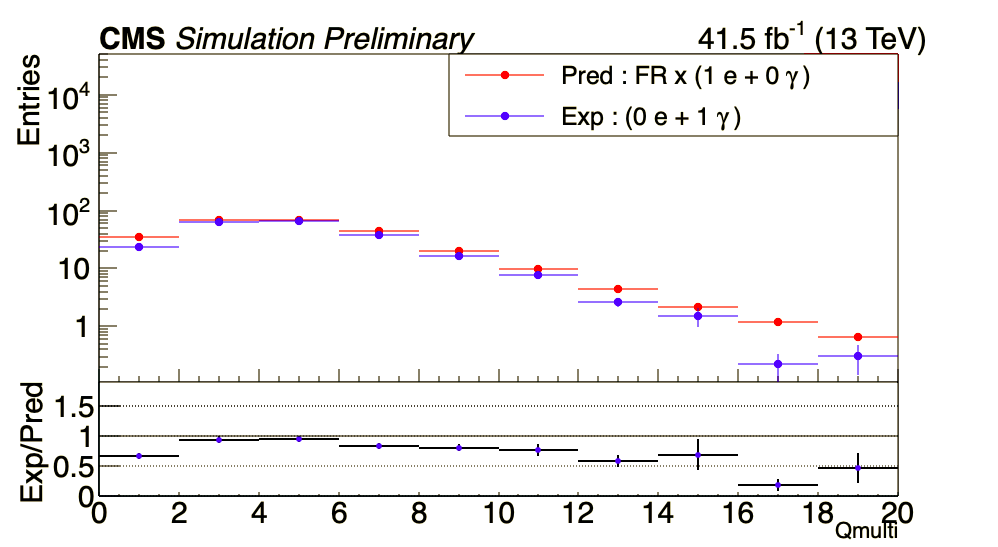 CMS Simulation Preliminary 41.5 fb⁻¹ (13 TeV)
Pred : FR x (1 e + 0 γ)
Exp : (0 e + 1 γ)
Entries
10⁴
10³
10²
10
1
Exp/Pred
1.5
1
0.5
0
0 2 4 6 8 10 12 14 16 18 20
Qmulti